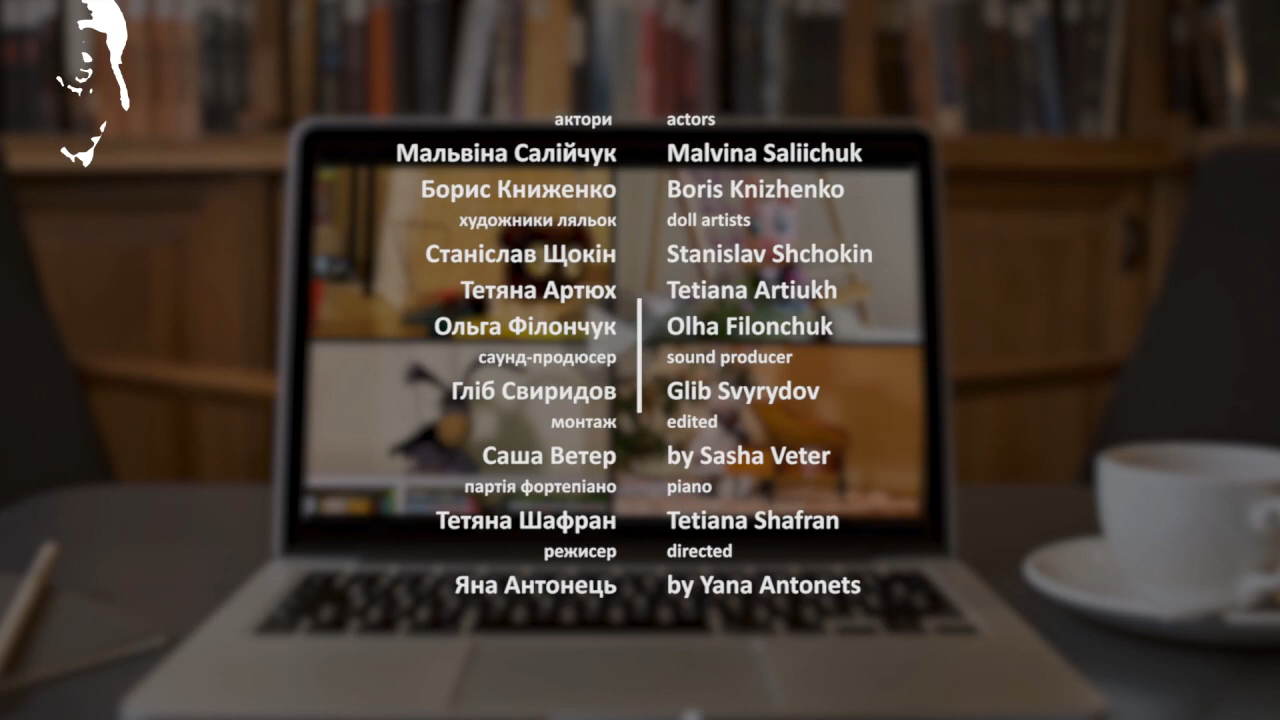 актори actors
Мальвіна Салійчук Malvina Saliichuk
Борис Книженко Boris Knizhenko
художники ляльок doll artists
Станіслав Щокін Stanislav Shchokin
Тетяна Артюх Tetiana Artiukh
Ольга Філончук Olha Filonchuk
саунд-продюсер sound producer
Гліб Свиридов Glib Svyrydov
монтаж edited
Саша Ветер by Sasha Veter
партія фортепіано piano
Тетяна Шафран Tetiana Shafran
режисер directed
Яна Антонець by Yana Antonets